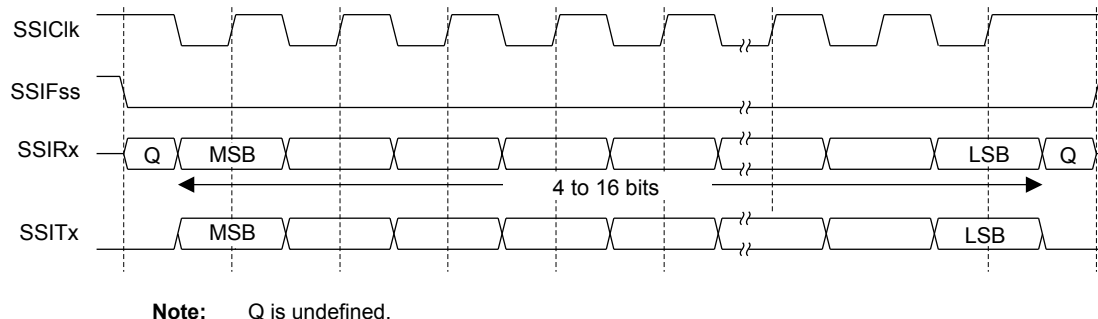 SSIClk
SSIFss
SSIRx Q MSB LSB Q
4 to 16 bits
SSITx MSB LSB
Note: Q is undefined.